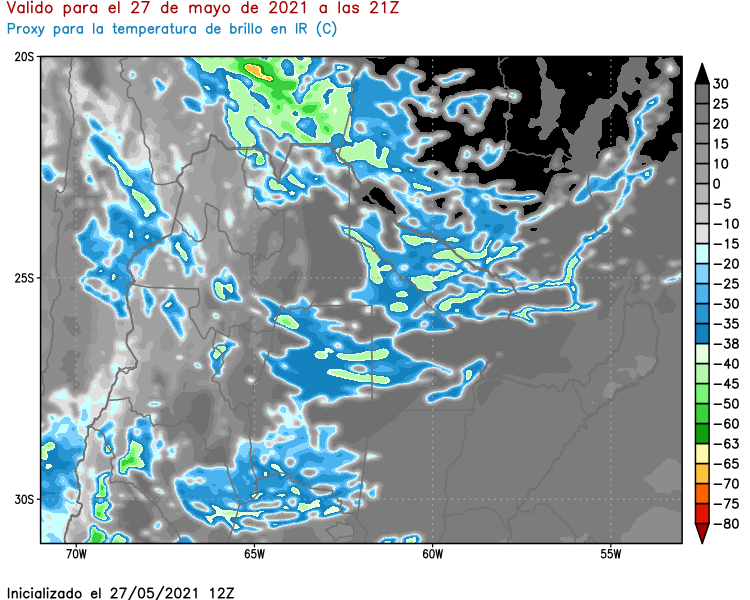 Valido para el 27 de mayo de 2021 a las 21Z
Proxy para la temperatura de brillo en IR (C)
20S
25S
30S
70W
65W
60W
55W
30
25
20
15
10
0
-5
-10
-15
-20
-25
-30
-35
-38
-40
-45
-50
-60
-63
-65
-70
-75
-80
Inicializado el 27/05/2021 12Z